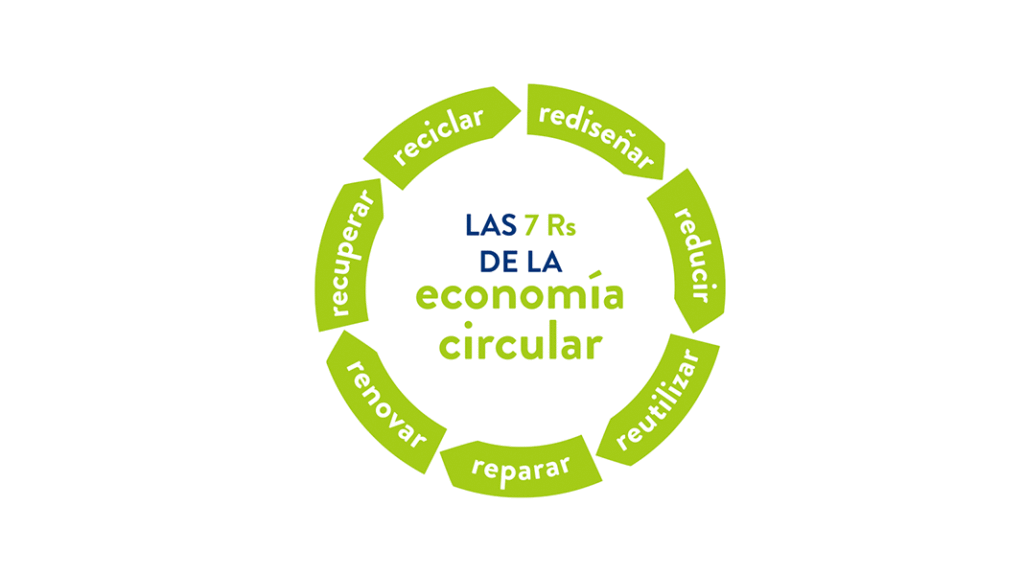 LAS 7 Rs
DE LA
economía
circular
rediseñar
reducir
reutilizar
reparar
renovar
recuperar
reciclar